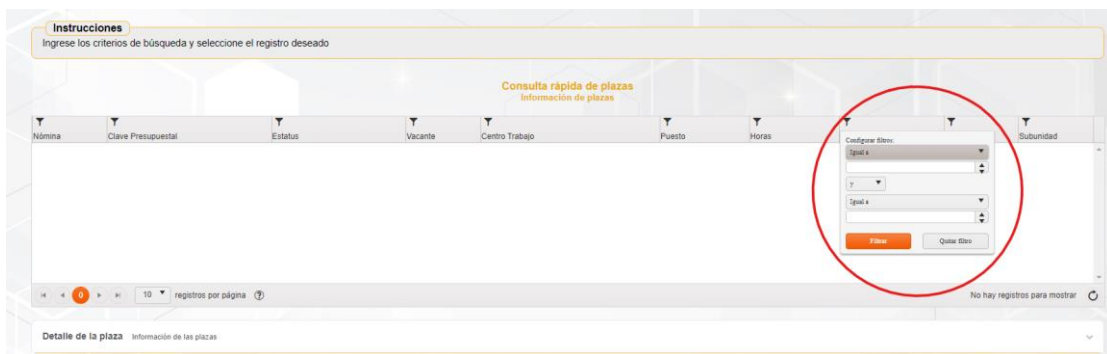 Instrucciones
Ingrese los criterios de búsqueda y seleccione el registro deseado
Consulta rápida de plazas
Información de plazas
Nómina Clave Presupuestal Estatus Vacante Centro Trabajo Puesto Horas Subunidad
Configurar filtros:
Igual a
y
Igual a
Filtrar Quitar filtro
0 10 registros por página ? No hay registros para mostrar
Detalle de la plaza Información de las plazas